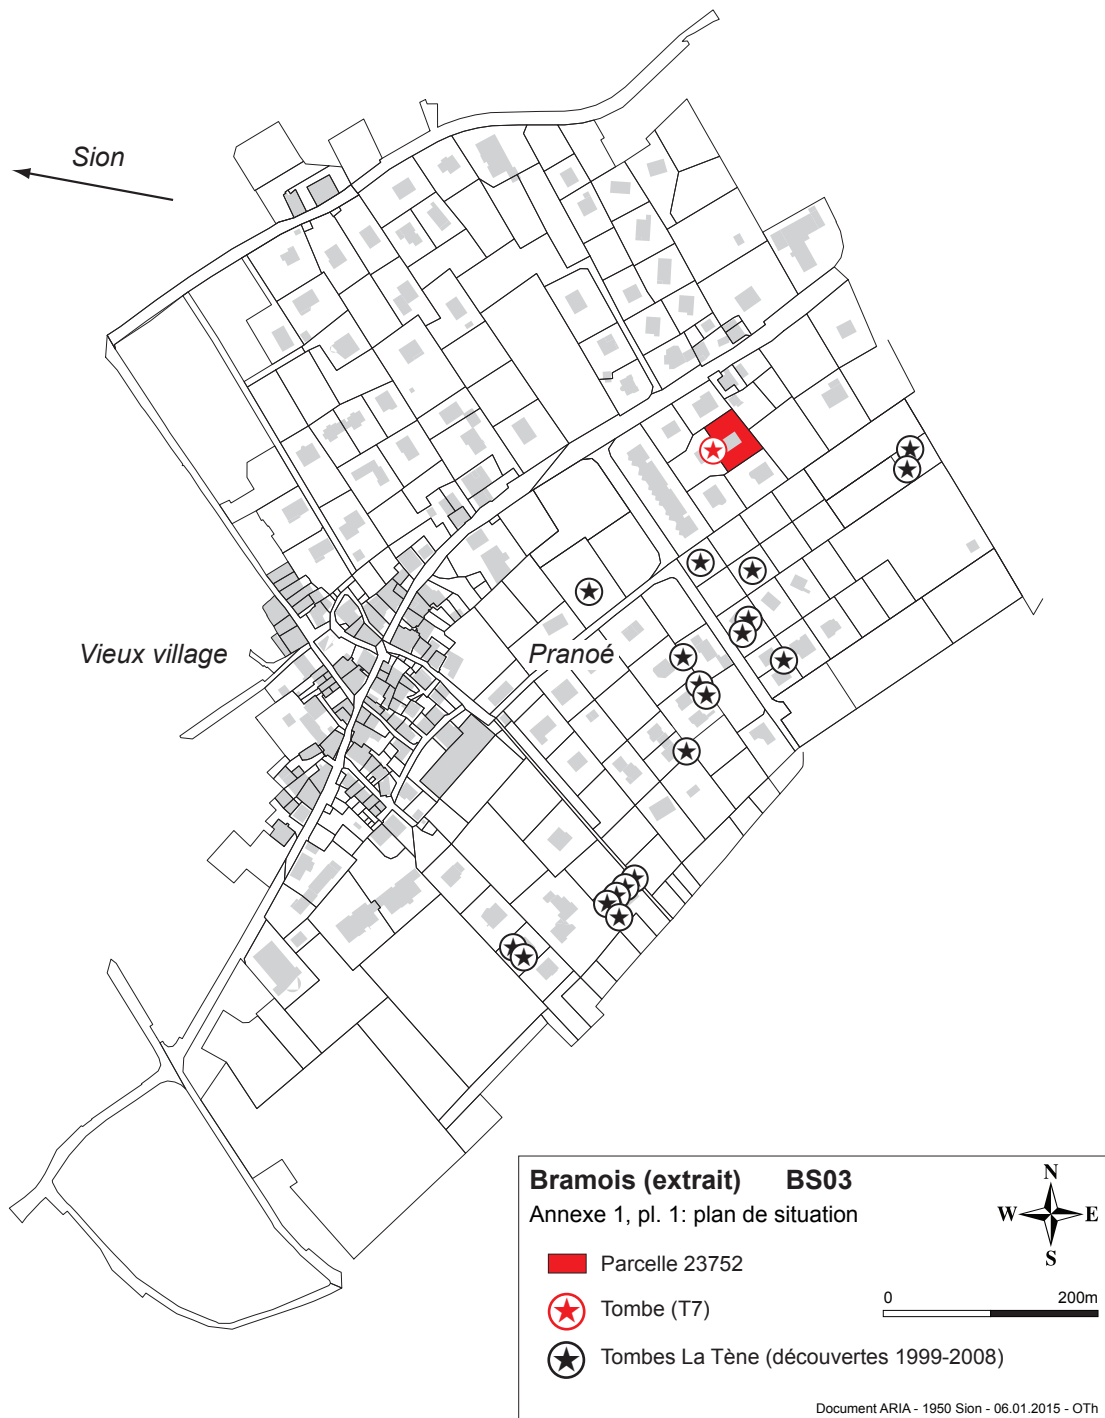 Sion
Vieux village
Pranoé
Bramois (extrait) BS03
Annexe 1, pl. 1: plan de situation
N
W E
S
Parcelle 23752
Tombe (T7)
0 200m
Tombes La Tène (découvertes 1999-2008)
Document ARIA - 1950 Sion - 06.01.2015 - OTh